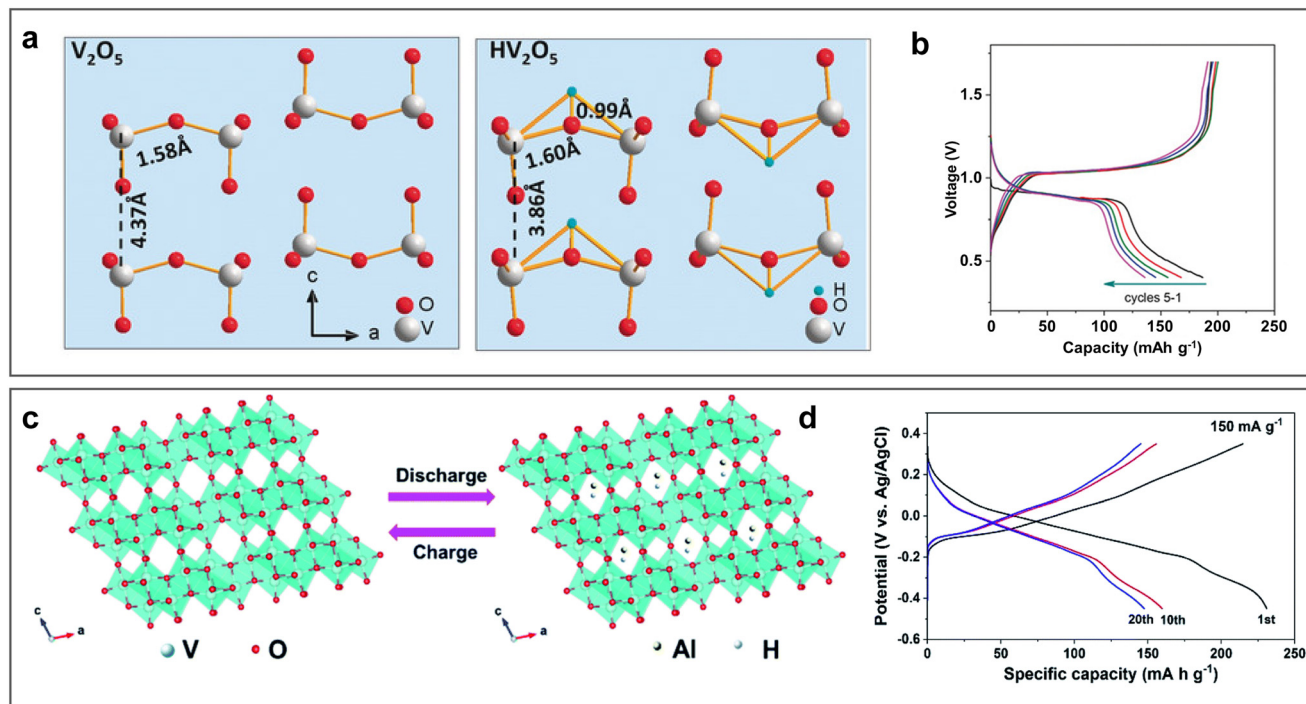 a
V₂O₅
1.58Å
4.37Å
c
a
O
V
HV₂O₅
0.99Å
1.60Å
3.86Å
H
O
V
b
Voltage (V)
1.5
1.0
0.5
cycles 5-1
0 50 100 150 200 250
Capacity (mAh g⁻¹)
c
Discharge
Charge
c
a
V O
c
a
Al H
d
150 mA g⁻¹
Potential (V vs. Ag/AgCl)
0.4
0.2
0.0
-0.2
-0.4
-0.6
20th 10th 1st
0 50 100 150 200 250
Specific capacity (mA h g⁻¹)